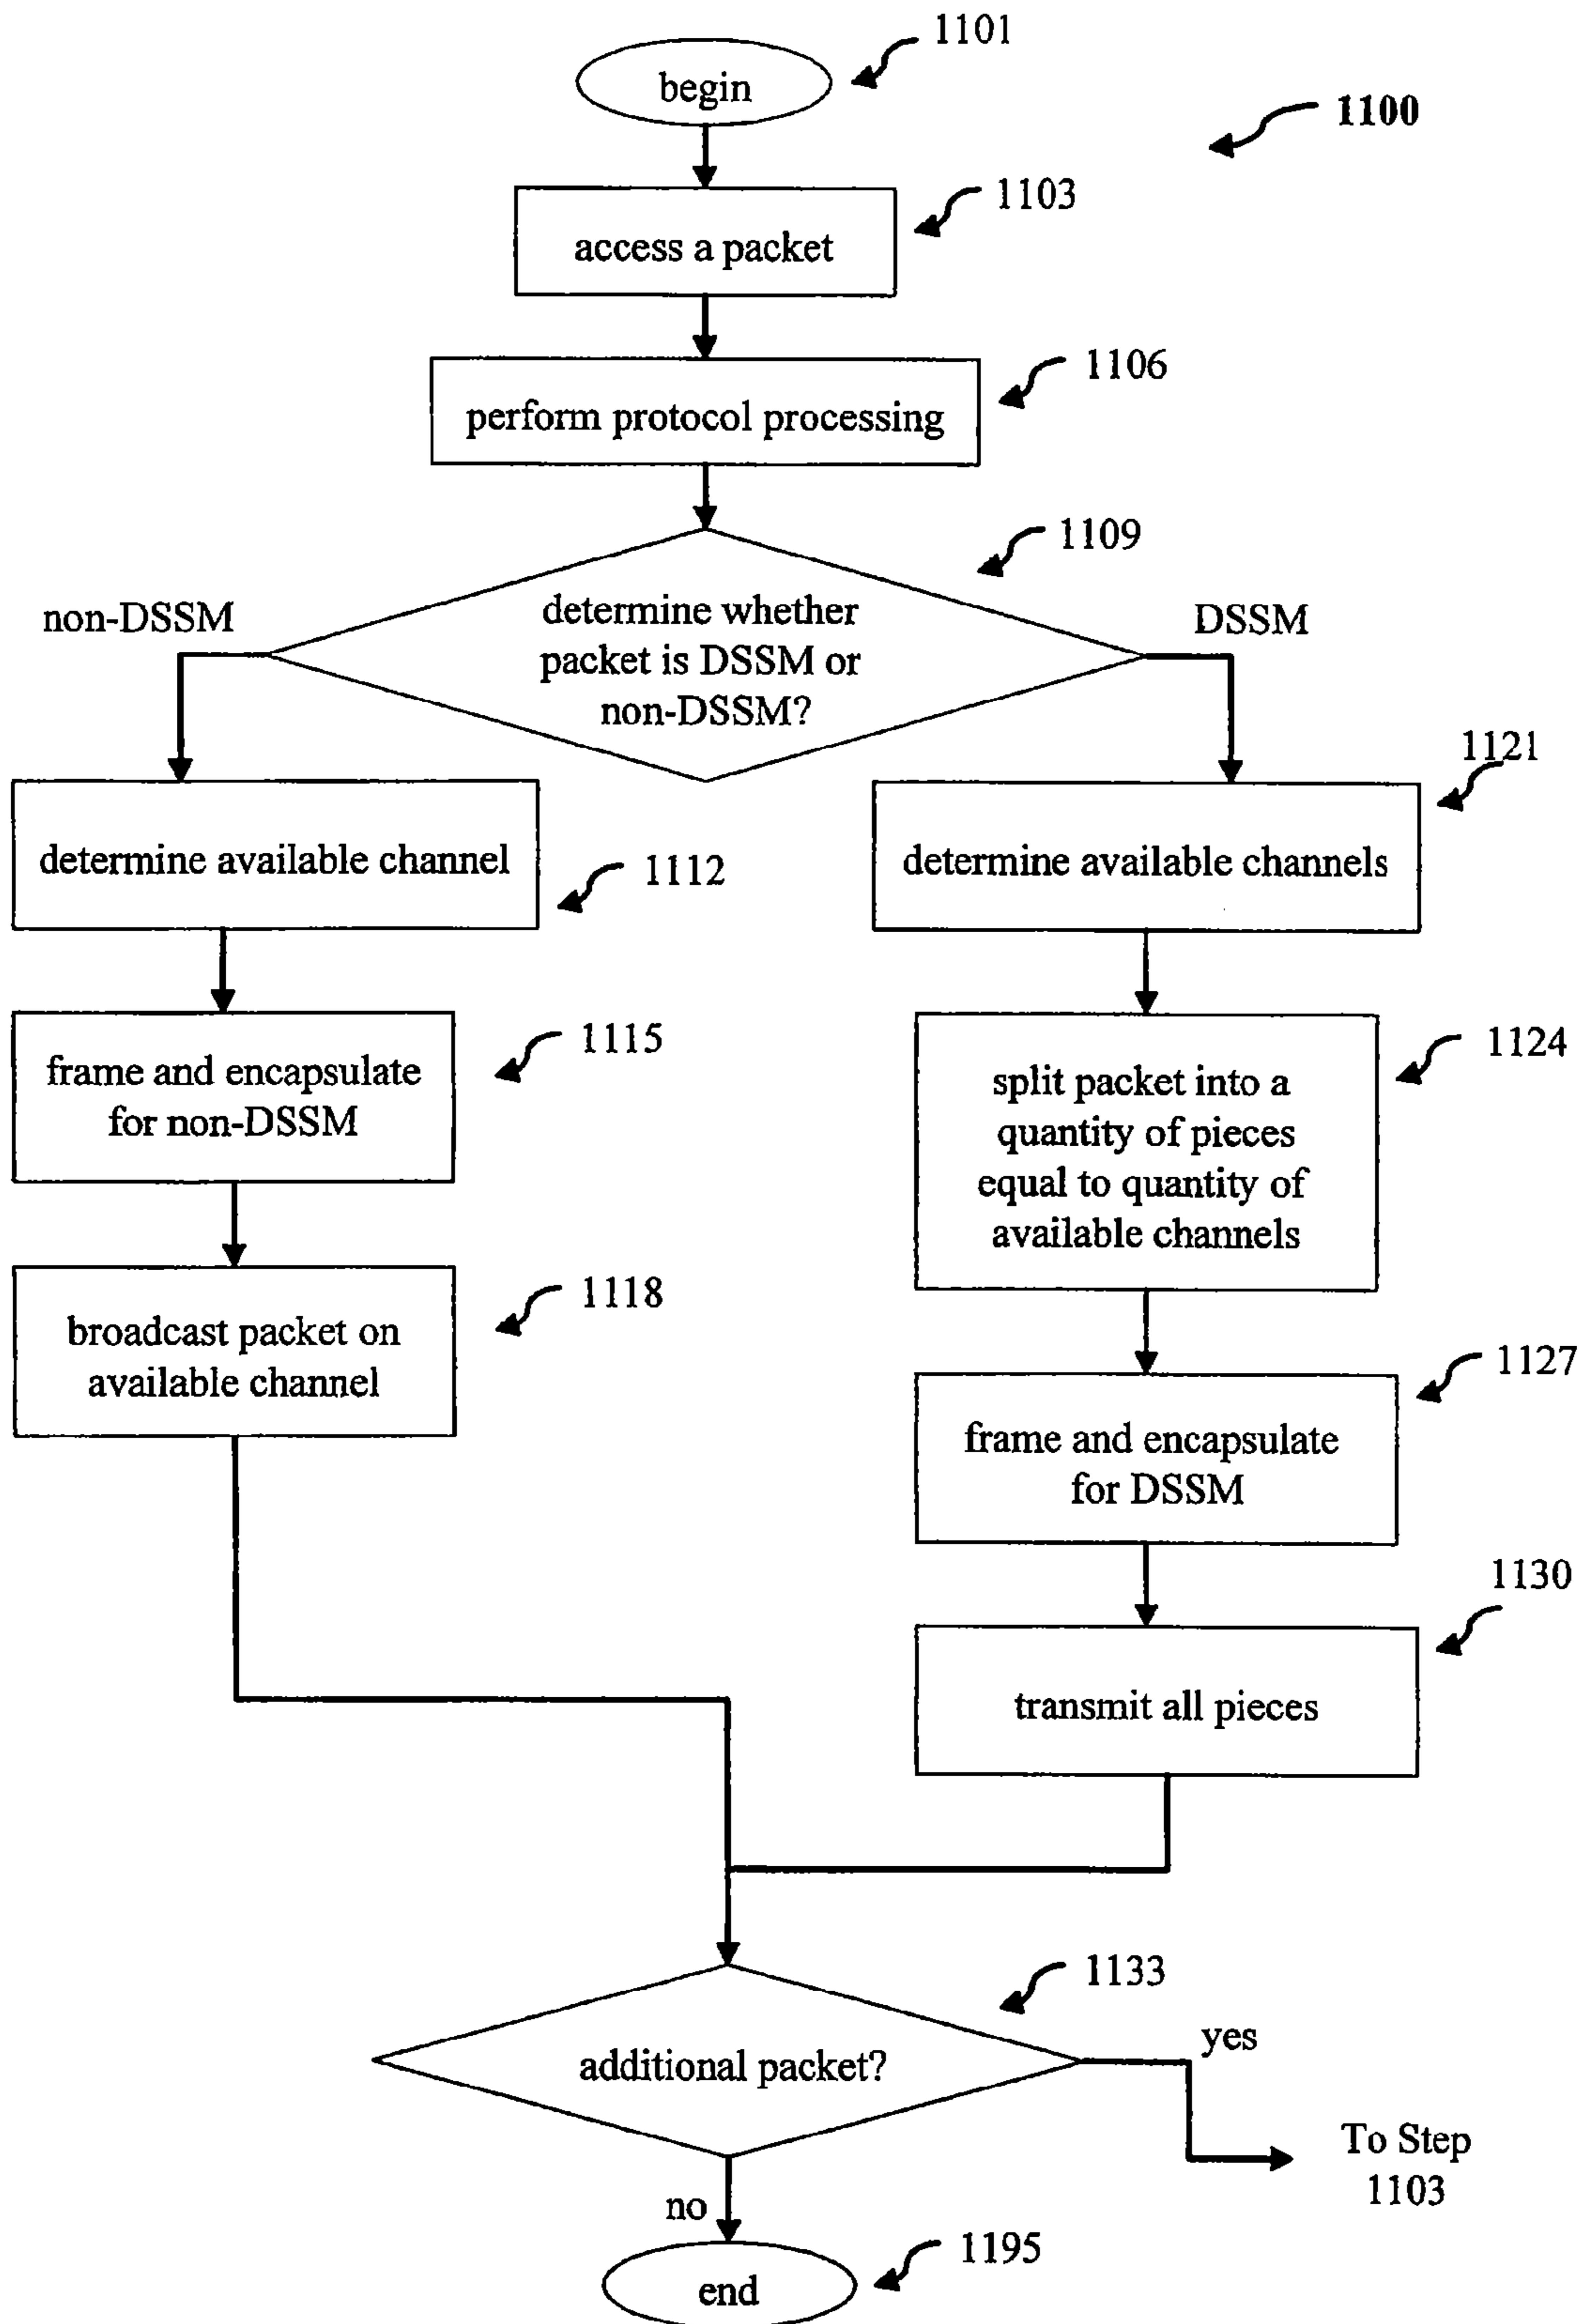 1101
begin
1100
1103
access a packet
1106
perform protocol processing
1109
determine whether
packet is DSSM or
non-DSSM?
non-DSSM
DSSM
1121
determine available channel
1112
determine available channels
1115
frame and encapsulate
for non-DSSM
1124
split packet into a
quantity of pieces
equal to quantity of
available channels
1118
broadcast packet on
available channel
1127
frame and encapsulate
for DSSM
1130
transmit all pieces
1133
additional packet?
yes
To Step
1103
no
1195
end